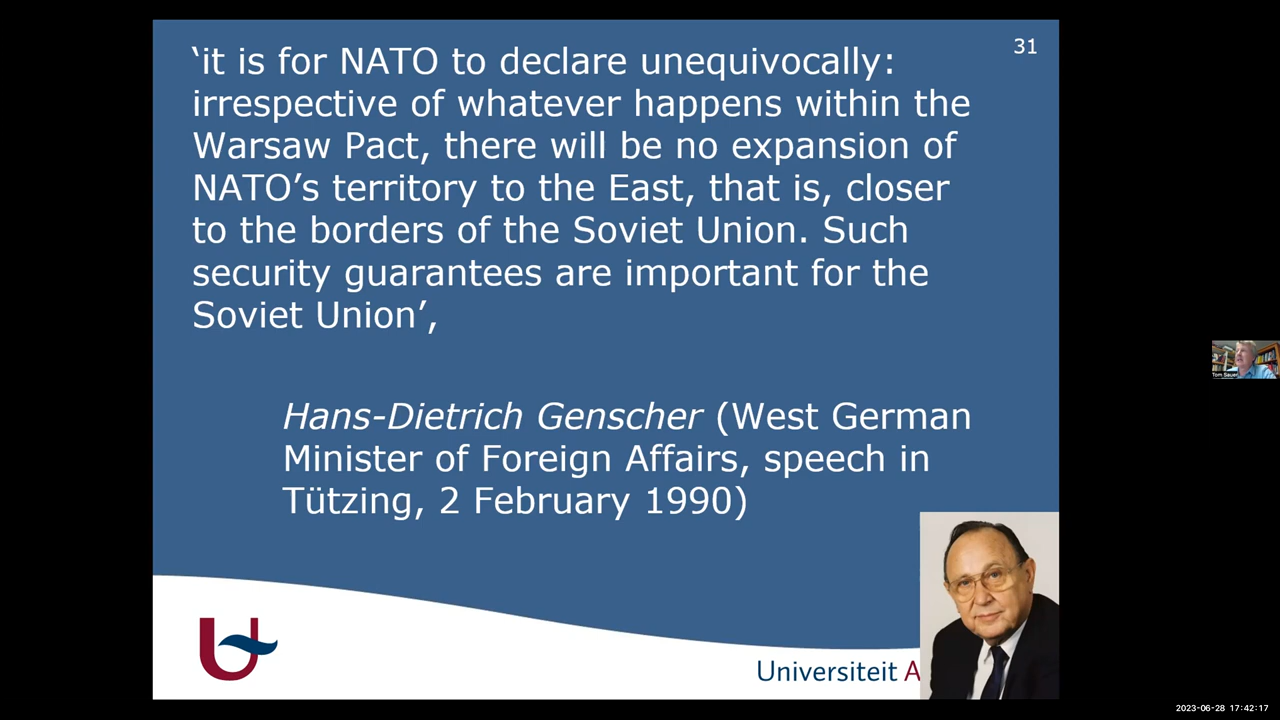 31
‘it is for NATO to declare unequivocally:
irrespective of whatever happens within the
Warsaw Pact, there will be no expansion of
NATO’s territory to the East, that is, closer
to the borders of the Soviet Union. Such
security guarantees are important for the
Soviet Union’,
Hans-Dietrich Genscher (West German
Minister of Foreign Affairs, speech in
Tützing, 2 February 1990)
Universiteit A
Tom Sauer
2023-06-28 17:42:17